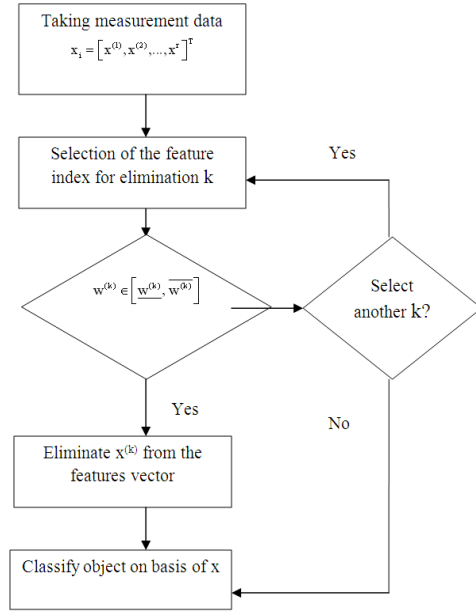 Taking measurement data
x_i = [x^(1), x^(2),..., x^r]^T
Selection of the feature
index for elimination k
Yes
w^(k) ∈ [w̲^(k), w̅^(k)]
Select
another k?
Yes
No
Eliminate x^(k) from the
features vector
Classify object on basis of x